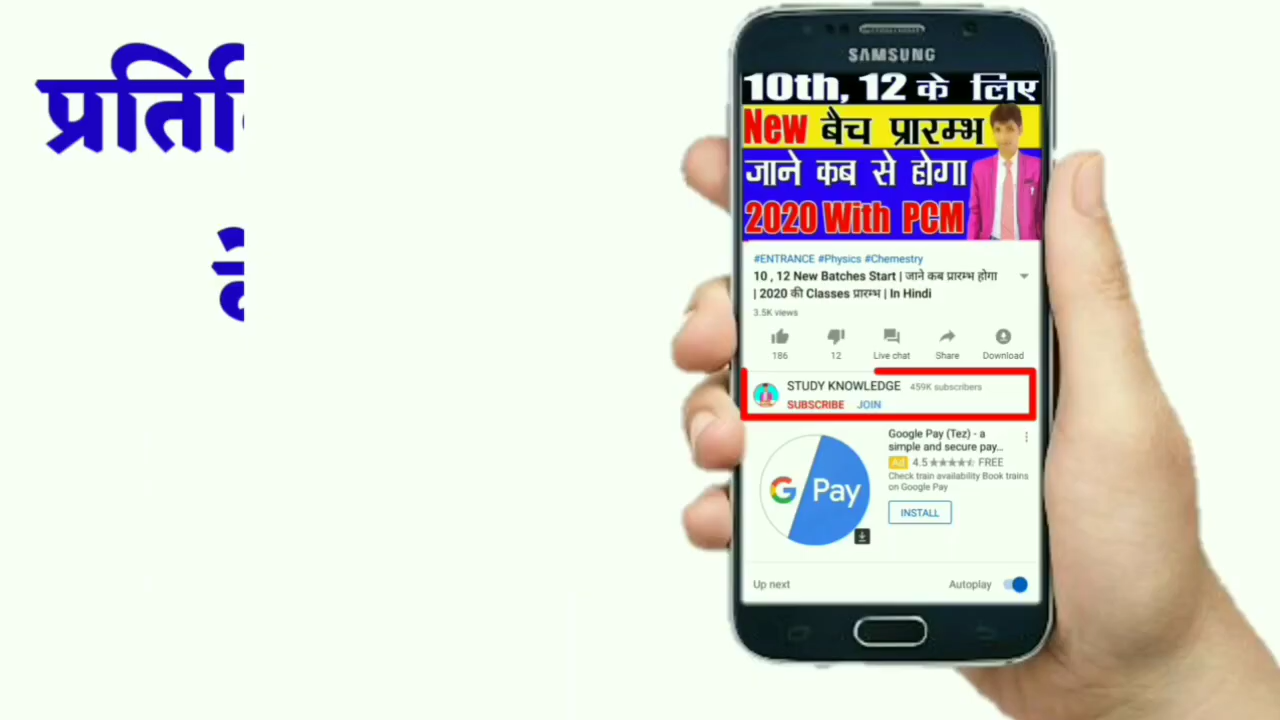 SAMSUNG
10th, 12 के लिए
New बैच प्रारम्भ
जाने कब से होगा
2020 With PCM
#ENTRANCE #Physics #Chemestry
10 , 12 New Batches Start | जाने कब प्रारम्भ होगा
| 2020 की Classes प्रारम्भ | In Hindi
3.5K views
186
12
Live chat
Share
Download
STUDY KNOWLEDGE 459K subscribers
SUBSCRIBE JOIN
Google Pay (Tez) - a
simple and secure pay...
Ad 4.5 FREE
Check train availability Book trains
on Google Pay
G Pay
INSTALL
Up next
Autoplay